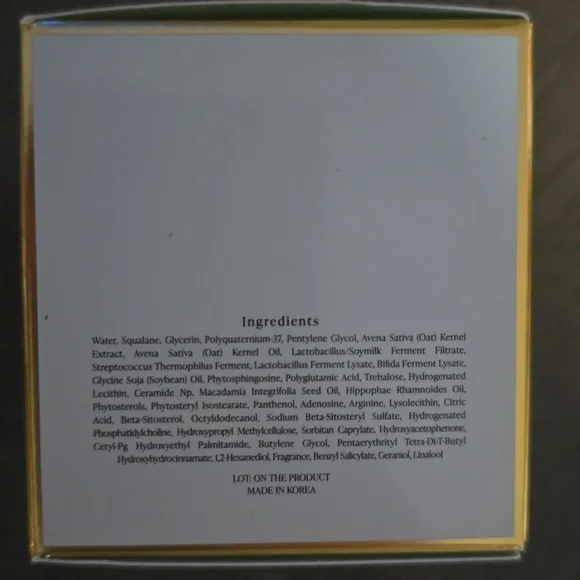 Ingredients
Water, Squalane, Glycerin, Polyquaternium-37, Pentylene Glycol, Avena Sativa (Oat) Kernel
Extract, Avena Sativa (Oat) Kernel Oil, Lactobacillus/Soymilk Ferment Filtrate,
Streptococcus Thermophilus Ferment, Lactobacillus Ferment Lysate, Bifida Ferment Lysate,
Glycine Soja (Soybean) Oil, Phytosphingosine, Polyglutamic Acid, Trehalose, Hydrogenated
Lecithin, Ceramide Np, Macadamia Integrifolia Seed Oil, Hippophae Rhamnoides Oil,
Phytosterols, Phytosteryl Isostearate, Panthenol, Adenosine, Arginine, Lysolecithin, Citric
Acid, Beta-Sitosterol, Octyldodecanol, Sodium Beta-Sitosteryl Sulfate, Hydrogenated
Phosphatidylcholine, Hydroxypropyl Methylcellulose, Sorbitan Caprylate, Hydroxyacetophenone,
Cetyl-Pg Hydroxyethyl Palmitamide, Butylene Glycol, Pentaerythrityl Tetra-Di-T-Butyl
Hydroxyhydrocinnamate, 1,2-Hexanediol, Fragrance, Benzyl Salicylate, Geraniol, Linalool
LOT: ON THE PRODUCT
MADE IN KOREA